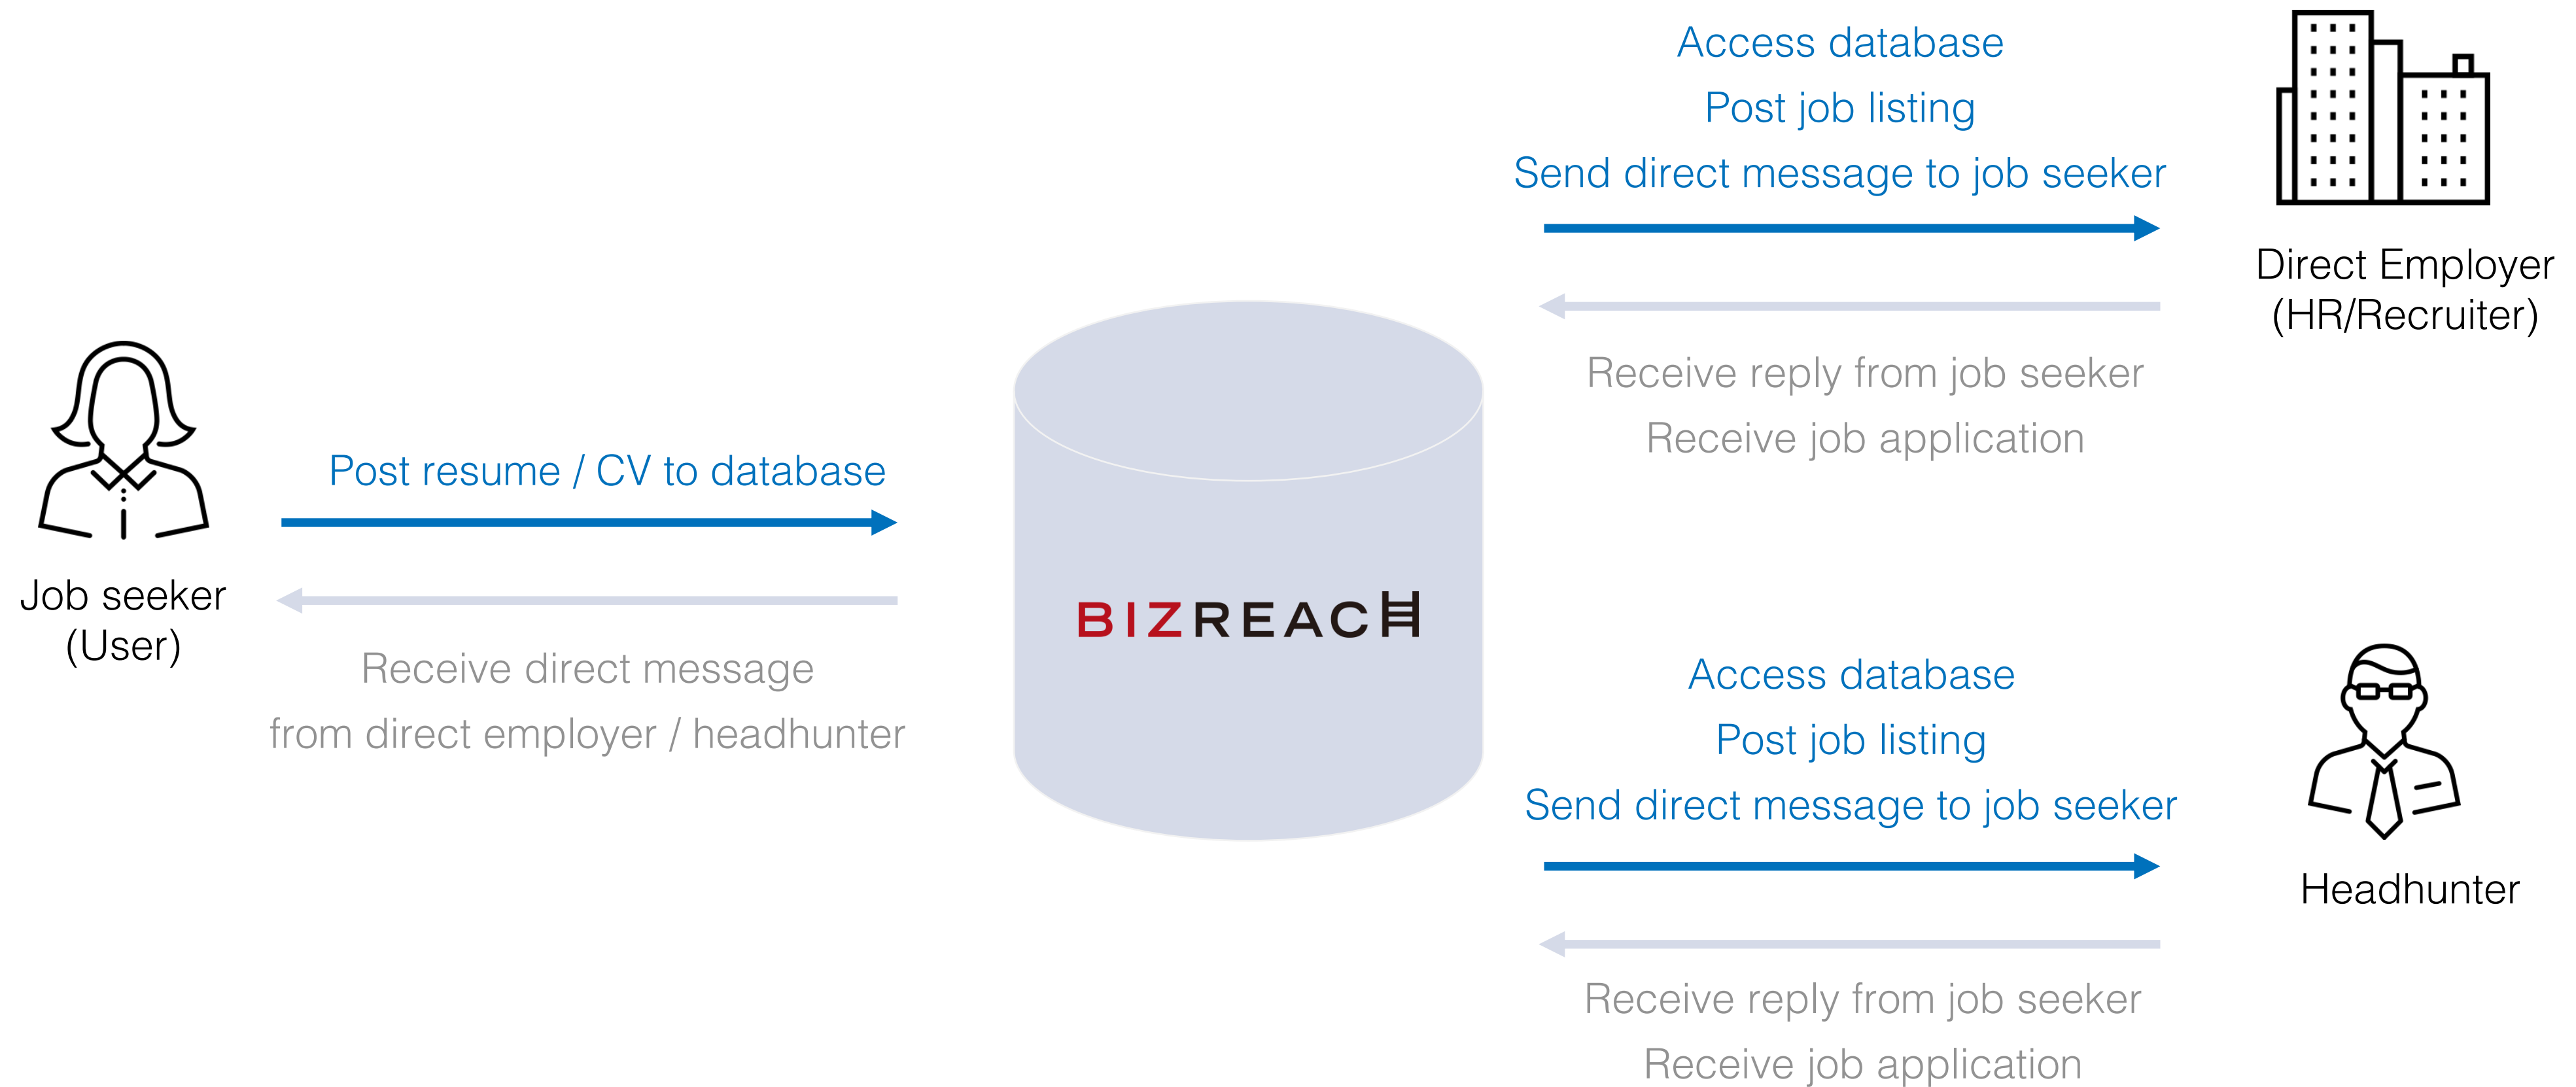 Job seeker
(User)
Post resume / CV to database
Receive direct message
from direct employer / headhunter
BIZREACH
Access database
Post job listing
Send direct message to job seeker
Receive reply from job seeker
Receive job application
Direct Employer
(HR/Recruiter)
Access database
Post job listing
Send direct message to job seeker
Receive reply from job seeker
Receive job application
Headhunter